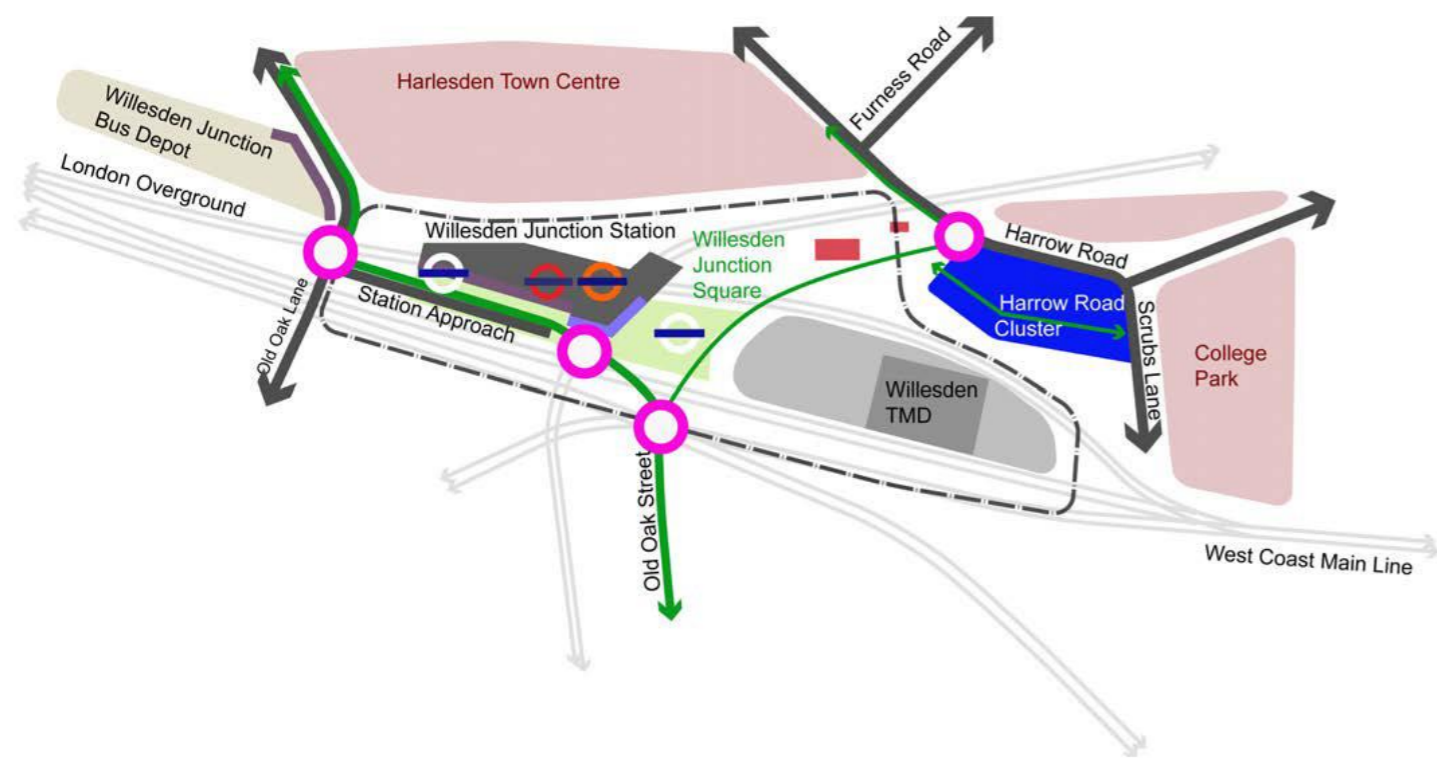 Furness Road
Harlesden Town Centre
Willesden Junction
Bus Depot
London Overground
Willesden Junction Station
Willesden
Junction
Square
Harrow Road
Harrow Road
Cluster
Old Oak Lane
Station Approach
Scrubs Lane
College
Park
Willesden
TMD
Old Oak Street
West Coast Main Line